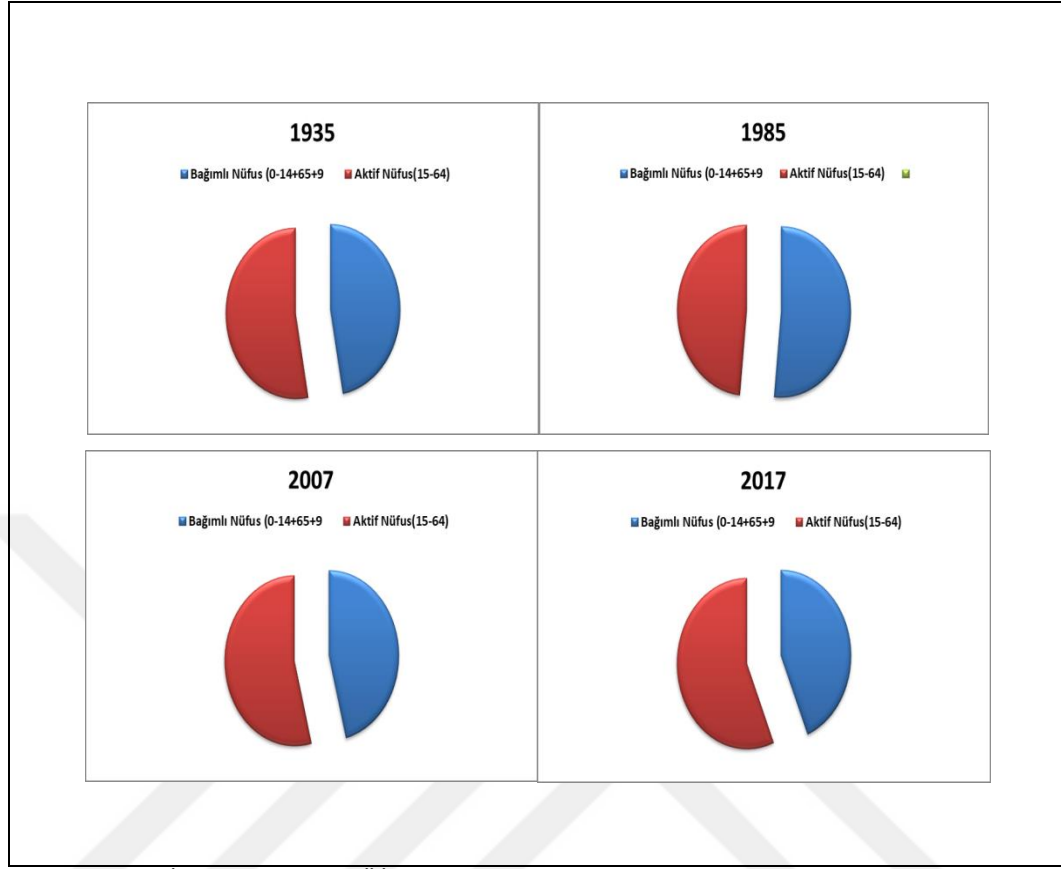 1935
Bağımlı Nüfus (0-14+65+9 Aktif Nüfus(15-64)
1985
Bağımlı Nüfus (0-14+65+9 Aktif Nüfus(15-64)
2007
Bağımlı Nüfus (0-14+65+9 Aktif Nüfus(15-64)
2017
Bağımlı Nüfus (0-14+65+9 Aktif Nüfus(15-64)